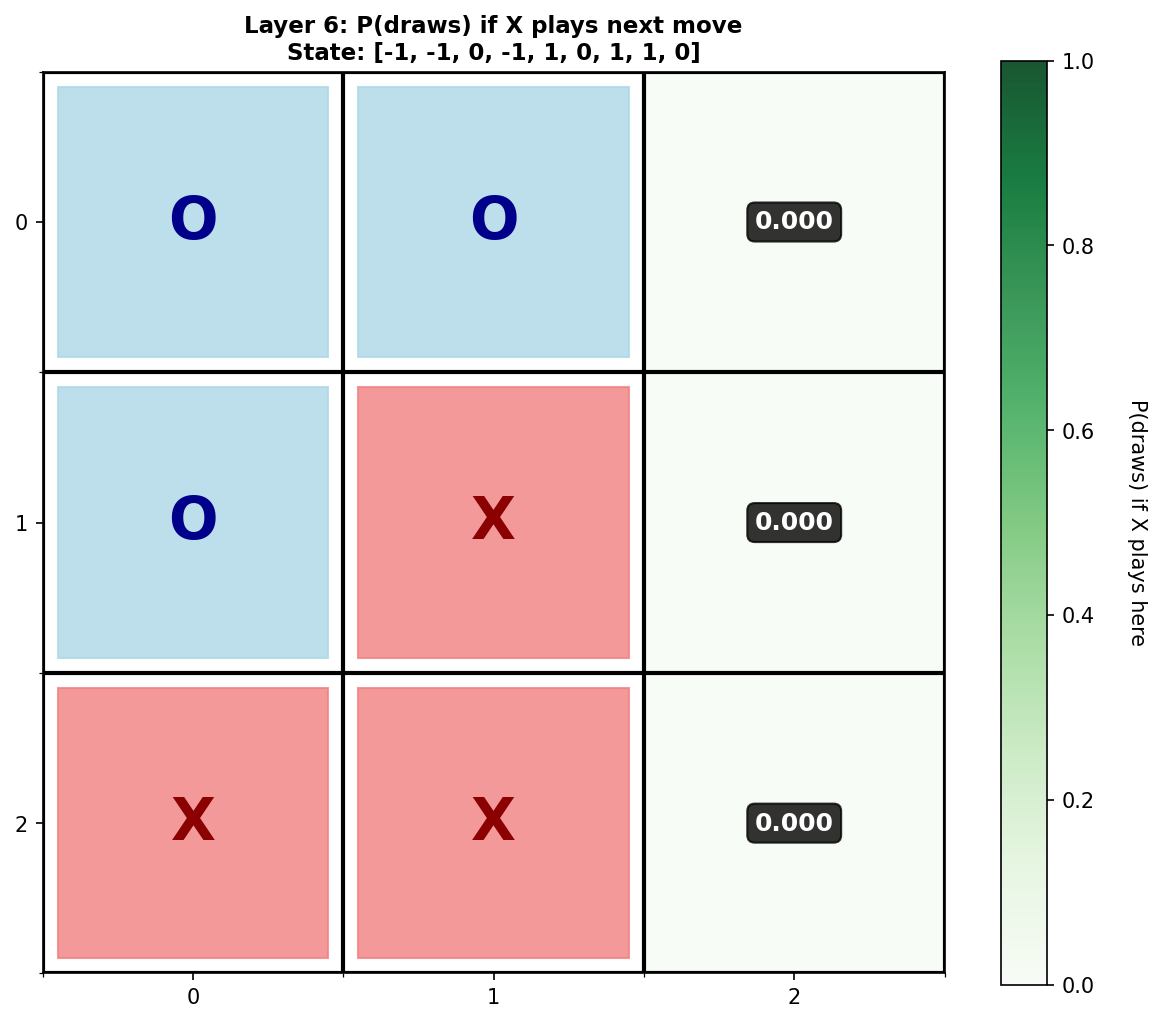 Layer 6: P(draws) if X plays next move
State: [-1, -1, 0, -1, 1, 0, 1, 1, 0]
0
O
O
0.000
1
O
X
0.000
2
X
X
0.000
0
1
2
1.0
0.8
0.6
0.4
0.2
0.0
P(draws) if X plays here